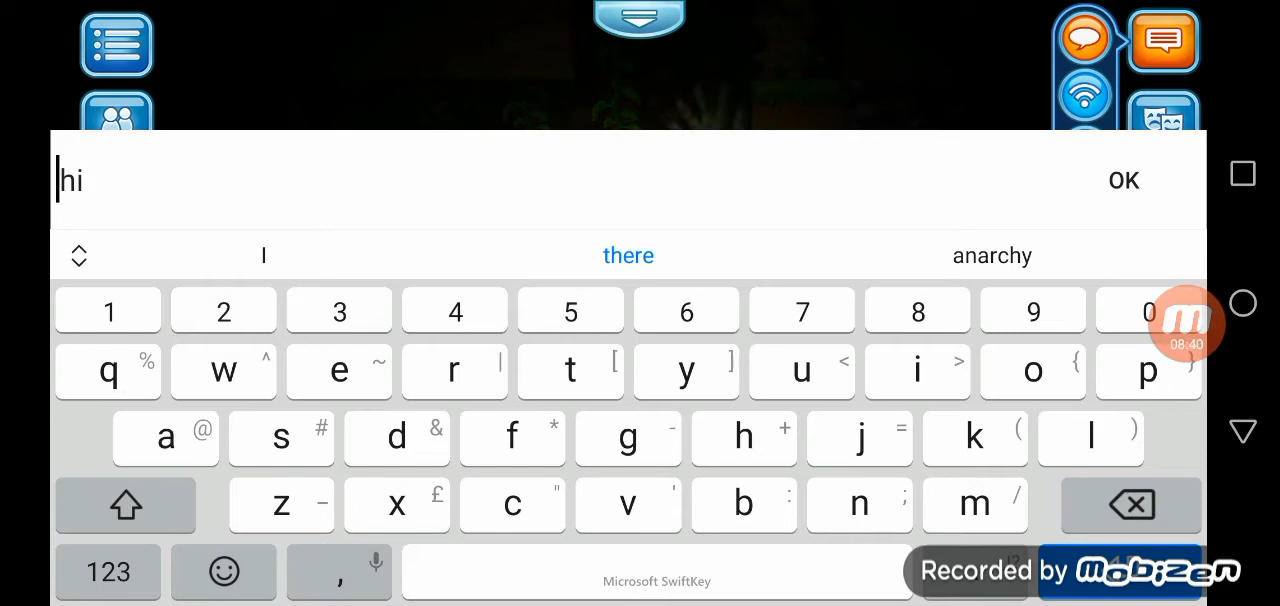 hi
OK
I there anarchy
1 2 3 4 5 6 7 8 9 0
08:40
q % w ^ e ~ r | t [ y ] u < i > o { p }
a @ s # d & f * g - h + j = k ( l )
z _ x £ c " v ' b : n ; m /
123 , Microsoft SwiftKey !?
Recorded by mobizen